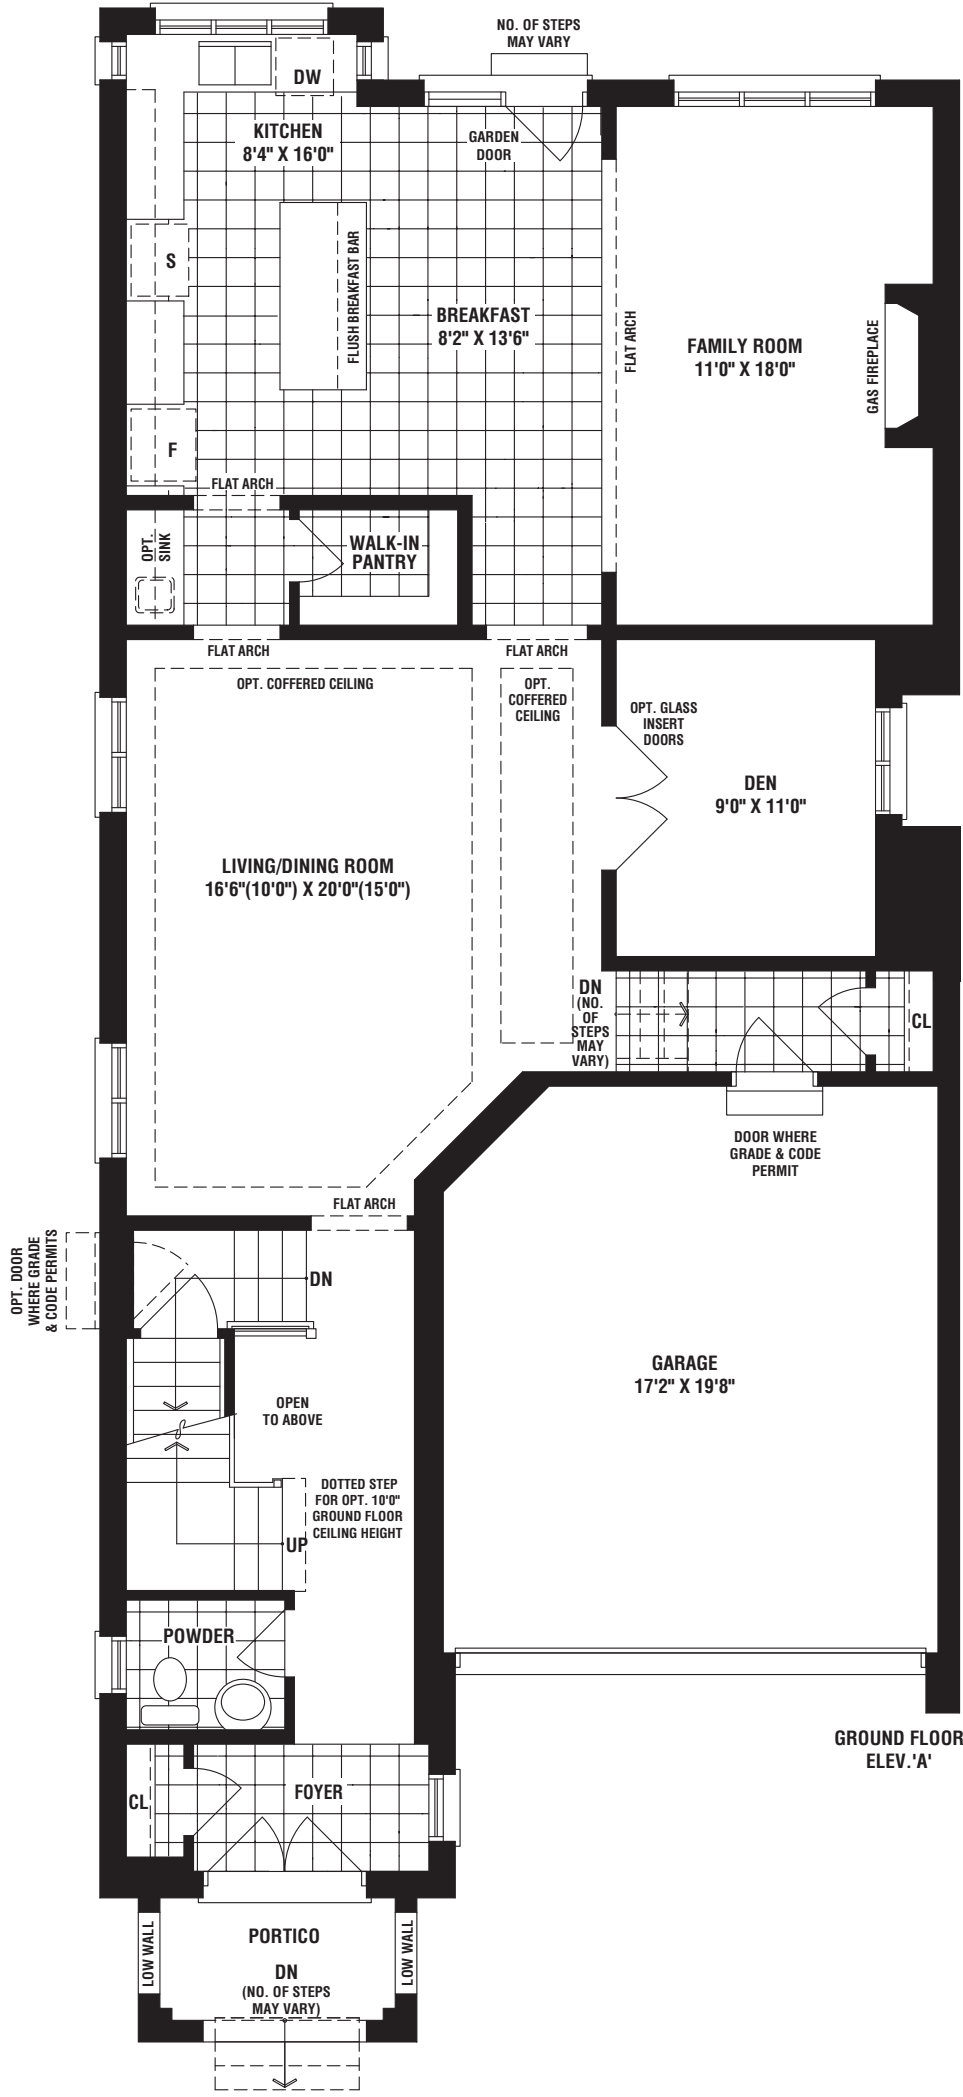 NO. OF STEPS
MAY VARY
DW
KITCHEN
8'4" X 16'0"
GARDEN
DOOR
S
FLUSH BREAKFAST BAR
BREAKFAST
8'2" X 13'6"
FLAT ARCH
FAMILY ROOM
11'0" X 18'0"
GAS FIREPLACE
F
FLAT ARCH
OPT.
SINK
WALK-IN
PANTRY
FLAT ARCH
FLAT ARCH
OPT. COFFERED CEILING
OPT.
COFFERED
CEILING
OPT. GLASS
INSERT
DOORS
DEN
9'0" X 11'0"
LIVING/DINING ROOM
16'6"(10'0") X 20'0"(15'0")
DN
(NO.
OF
STEPS
MAY
VARY)
CL
DOOR WHERE
GRADE & CODE
PERMIT
FLAT ARCH
OPT. DOOR
WHERE GRADE
& CODE PERMITS
DN
GARAGE
17'2" X 19'8"
OPEN
TO ABOVE
DOTTED STEP
FOR OPT. 10'0"
GROUND FLOOR
CEILING HEIGHT
UP
POWDER
GROUND FLOOR
ELEV.'A'
CL
FOYER
LOW WALL
PORTICO
LOW WALL
DN
(NO. OF STEPS
MAY VARY)